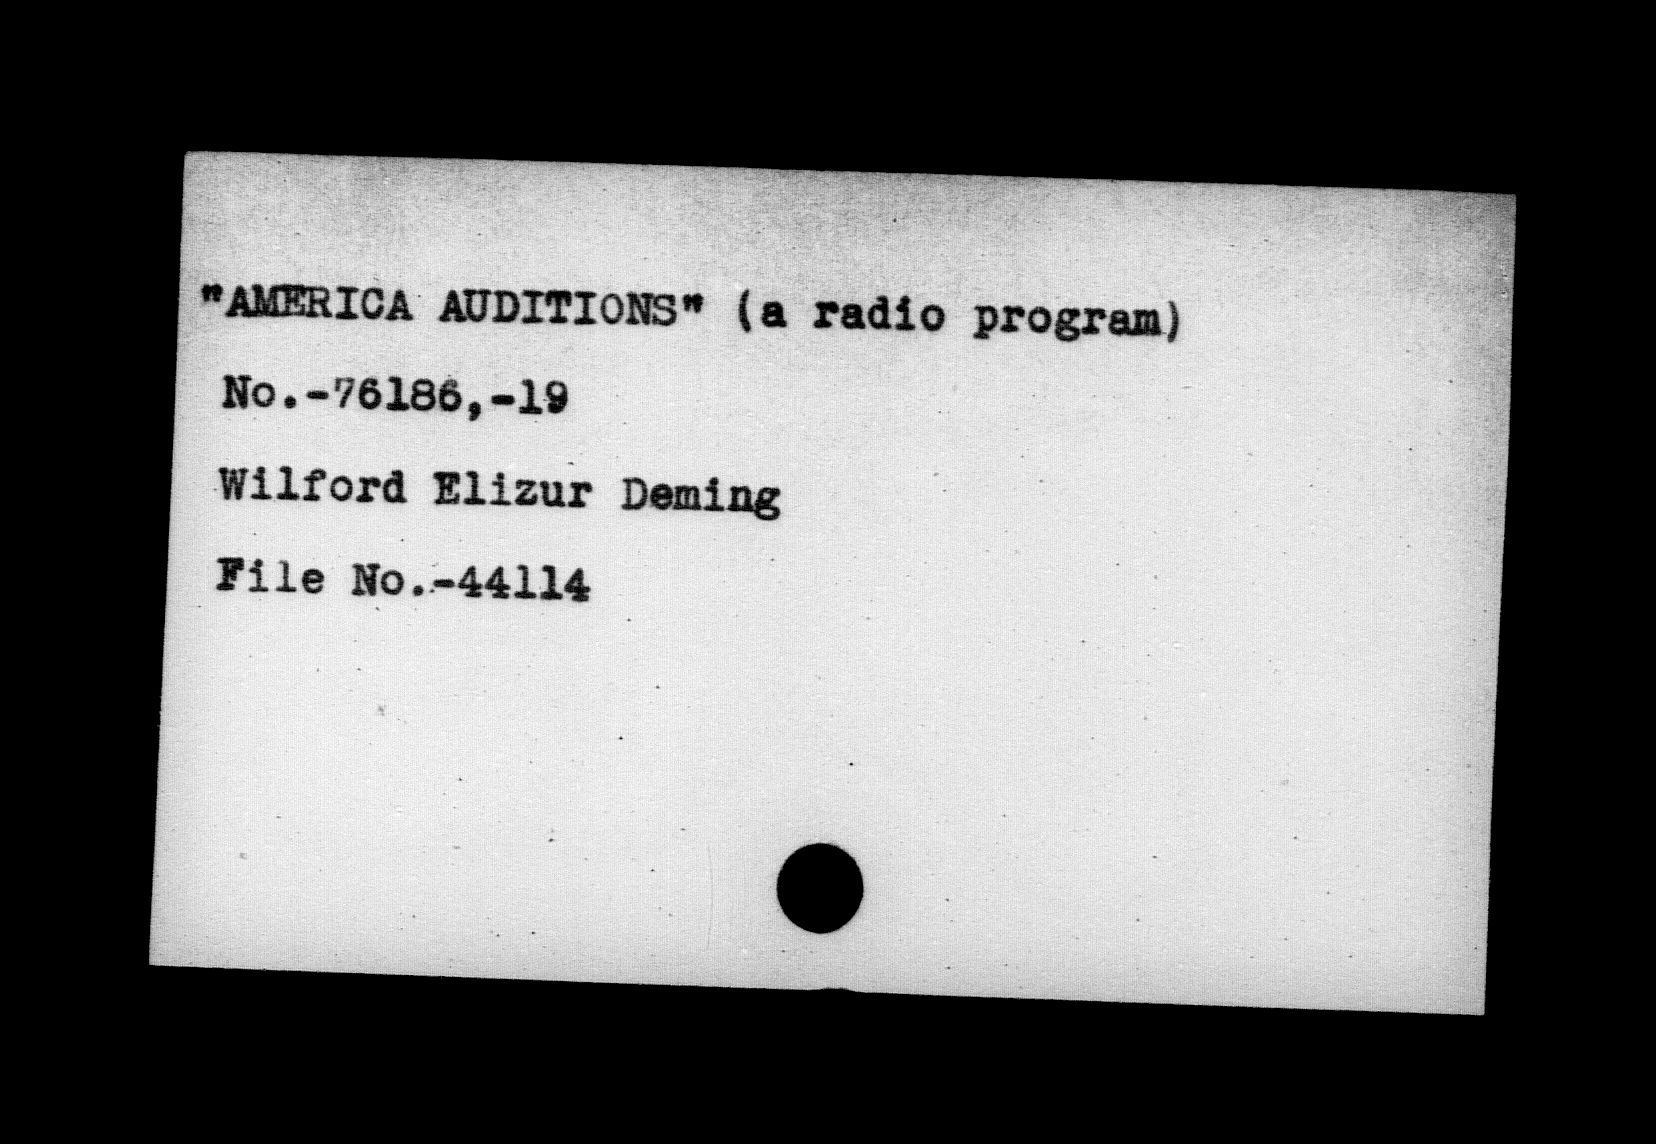 "AMERICA AUDITIONS" (a radio program)
No.-76186,-19
Wilford Elizur Deming
File No.-44114